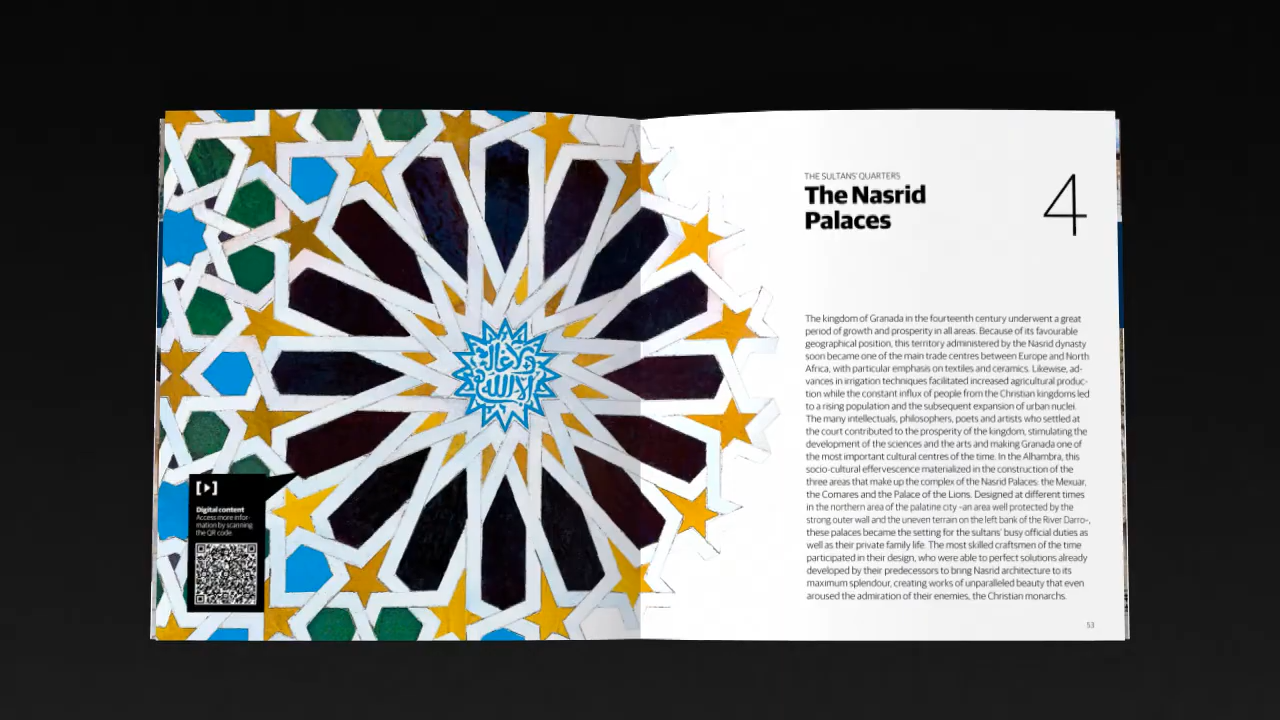 ولا غالب
الا الله
[▶]
Digital content
Access more infor-
mation by scanning
the QR code.
THE SULTANS' QUARTERS
The Nasrid
Palaces
4
The kingdom of Granada in the fourteenth century underwent a great
period of growth and prosperity in all areas. Because of its favourable
geographical position, this territory administered by the Nasrid dynasty
soon became one of the main trade centres between Europe and North
Africa, with particular emphasis on textiles and ceramics. Likewise, ad-
vances in irrigation techniques facilitated increased agricultural produc-
tion while the constant influx of people from the Christian kingdoms led
to a rising population and the subsequent expansion of urban nuclei.
The many intellectuals, philosophers, poets and artists who settled at
the court contributed to the prosperity of the kingdom, stimulating the
development of the sciences and the arts and making Granada one of
the most important cultural centres of the time. In the Alhambra, this
socio-cultural effervescence materialized in the construction of the
three areas that make up the complex of the Nasrid Palaces: the Mexuar,
the Comares and the Palace of the Lions. Designed at different times
in the northern area of the palatine city -an area well protected by the
strong outer wall and the uneven terrain on the left bank of the River Darro-,
these palaces became the setting for the sultans' busy official duties as
well as their private family life. The most skilled craftsmen of the time
participated in their design, who were able to perfect solutions already
developed by their predecessors to bring Nasrid architecture to its
maximum splendour, creating works of unparalleled beauty that even
aroused the admiration of their enemies, the Christian monarchs.
53